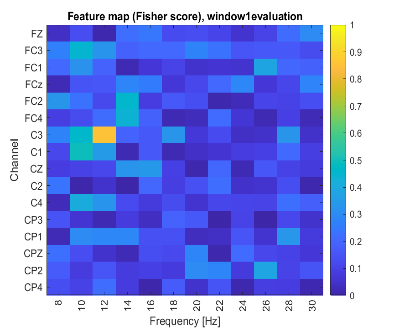 Feature map (Fisher score), window1evaluation
Channel
FZ
FC3
FC1
FCz
FC2
FC4
C3
C1
CZ
C2
C4
CP3
CP1
CPZ
CP2
CP4
8 10 12 14 16 18 20 22 24 26 28 30
Frequency [Hz]
1
0.9
0.8
0.7
0.6
0.5
0.4
0.3
0.2
0.1
0